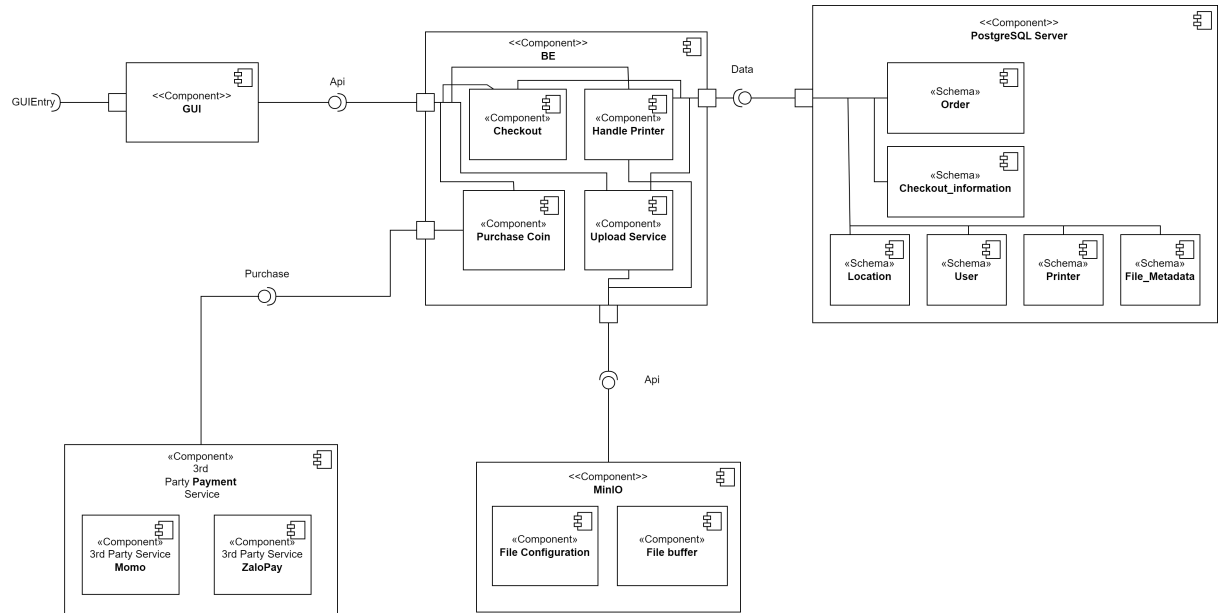 GUIEntry
<<Component>>
GUI
Api
<<Component>>
BE
«Component»
Checkout
«Component»
Handle Printer
«Component»
Purchase Coin
«Component»
Upload Service
Data
<<Component>>
PostgreSQL Server
«Schema»
Order
«Schema»
Checkout_information
«Schema»
Location
«Schema»
User
«Schema»
Printer
«Schema»
File_Metadata
Purchase
Api
«Component»
3rd
Party Payment
Service
«Component»
3rd Party Service
Momo
«Component»
3rd Party Service
ZaloPay
<<Component>>
MinIO
«Component»
File Configuration
«Component»
File buffer